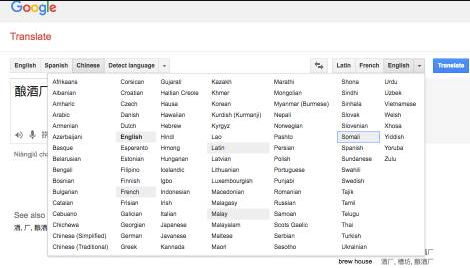 Google
Translate
English Spanish Chinese Detect language
Latin French English Translate
酿酒厂
Niàngjiǔ ch
See also
Afrikaans
Albanian
Amharic
Arabic
Armenian
Azerbaijani
Basque
Belarusian
Bengali
Bosnian
Bulgarian
Catalan
Cebuano
Chichewa
Chinese (Simplified)
Chinese (Traditional)
Corsican
Croatian
Czech
Danish
Dutch
English
Esperanto
Estonian
Filipino
Finnish
French
Frisian
Galician
Georgian
German
Greek
Gujarati
Haitian Creole
Hausa
Hawaiian
Hebrew
Hindi
Hmong
Hungarian
Icelandic
Igbo
Indonesian
Irish
Italian
Japanese
Javanese
Kannada
Kazakh
Khmer
Korean
Kurdish (Kurmanji)
Kyrgyz
Lao
Latin
Latvian
Lithuanian
Luxembourgish
Macedonian
Malagasy
Malay
Malayalam
Maltese
Maori
Marathi
Mongolian
Myanmar (Burmese)
Nepali
Norwegian
Pashto
Persian
Polish
Portuguese
Punjabi
Romanian
Russian
Samoan
Scots Gaelic
Serbian
Sesotho
Shona
Sindhi
Sinhala
Slovak
Slovenian
Somali
Spanish
Sundanese
Swahili
Swedish
Tajik
Tamil
Telugu
Thai
Turkish
Ukrainian
Urdu
Uzbek
Vietnamese
Welsh
Xhosa
Yiddish
Yoruba
Zulu
brew house 酒厂, 槽坊, 酿酒厂